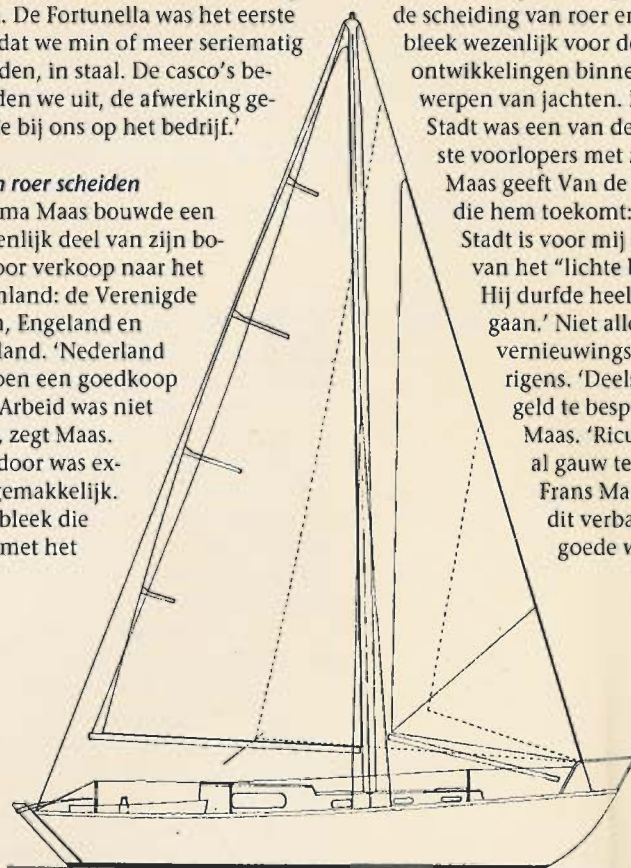 . De Fortunella was het eerste
dat we min of meer seriematig
den, in staal. De casco's be-
den we uit, de afwerking ge-
e bij ons op het bedrijf.'
n roer scheiden
ma Maas bouwde een
enlijk deel van zijn bo-
oor verkoop naar het
nland: de Verenigde
n, Engeland en
land. 'Nederland
oen een goedkoop
Arbeid was niet
, zegt Maas.
door was ex-
gemakkelijk.
bleek die
met het
de scheiding van roer en
bleek wezenlijk voor de
ontwikkelingen binne
werpen van jachten.
Stadt was een van de
ste voorlopers met
Maas geeft Van de
die hem toekomt:
Stadt is voor mij
van het "lichte
Hij durfde heel
gaan.' Niet alle
vernieuwings
rigens. 'Deels
geld te besp
Maas. 'Ricu
al gauw te
Frans Ma
dit verba
goede w